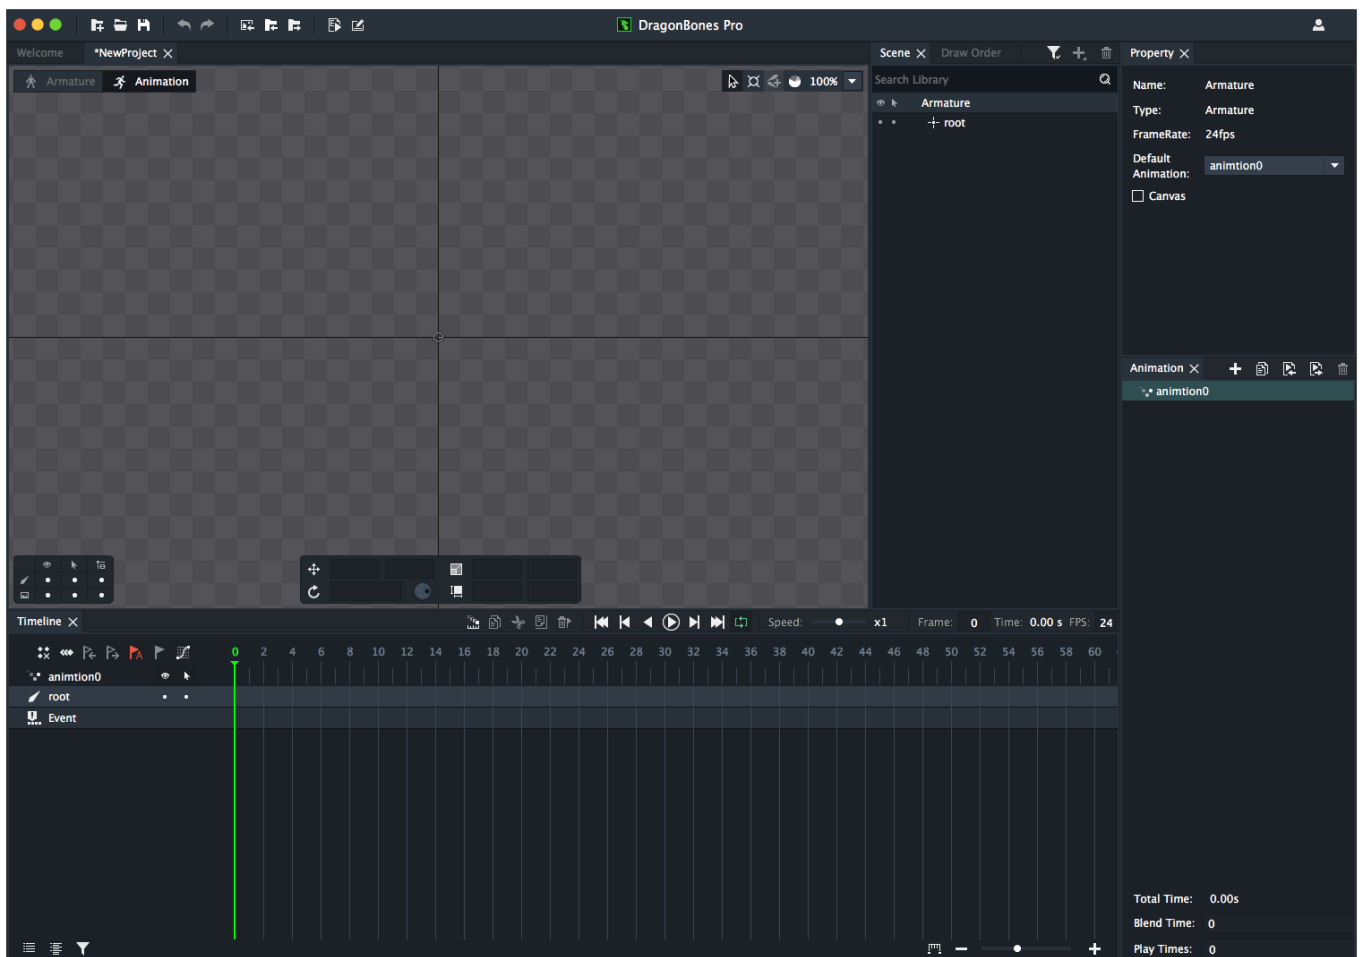 DragonBones Pro
Welcome *NewProject
Armature Animation
100%
Scene Draw Order
Search Library
Armature
root
Property
Name: Armature
Type: Armature
FrameRate: 24fps
Default
Animation: animtion0
Canvas
Animation
animtion0
Timeline
Speed: x1 Frame: 0 Time: 0.00 s FPS: 24
0 2 4 6 8 10 12 14 16 18 20 22 24 26 28 30 32 34 36 38 40 42 44 46 48 50 52 54 56 58 60
animtion0
root
Event
Total Time: 0.00s
Blend Time: 0
Play Times: 0